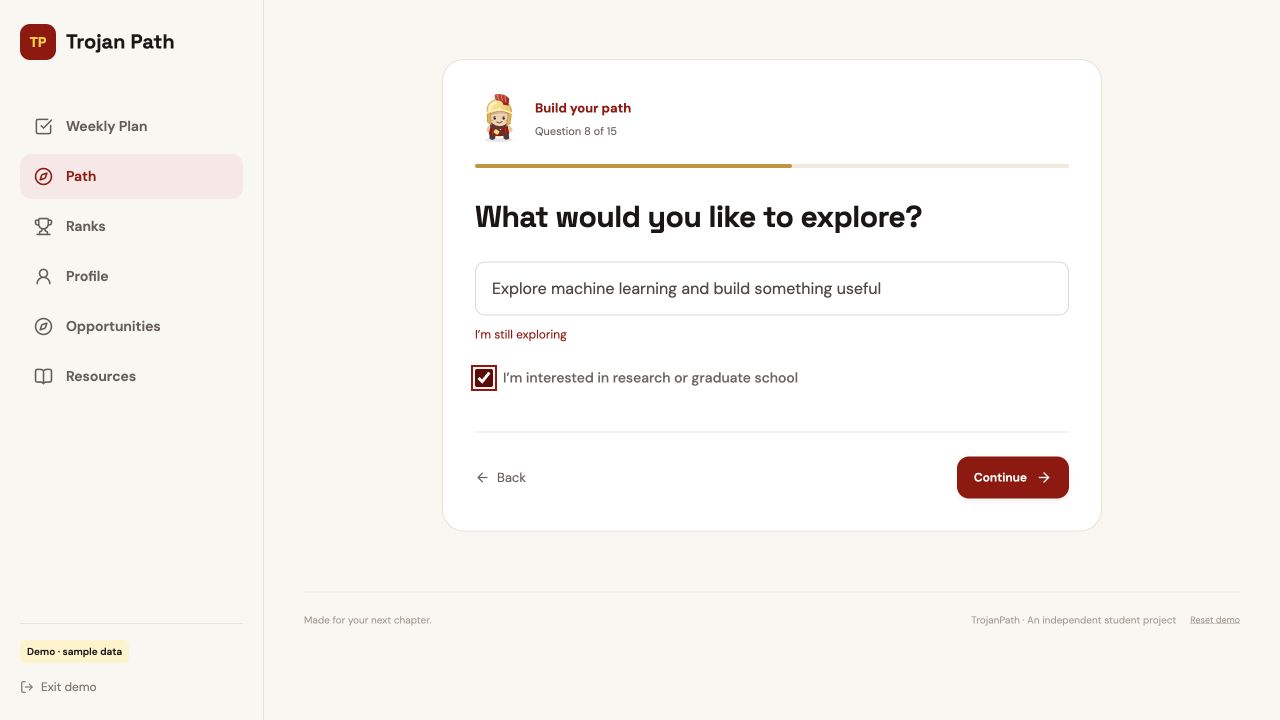 TP
Trojan Path
Weekly Plan
Path
Ranks
Profile
Opportunities
Resources
Demo · sample data
Exit demo
Build your path
Question 8 of 15
What would you like to explore?
Explore machine learning and build something useful
I’m still exploring
I’m interested in research or graduate school
Back
Continue
Made for your next chapter.
TrojanPath · An independent student project
Reset demo